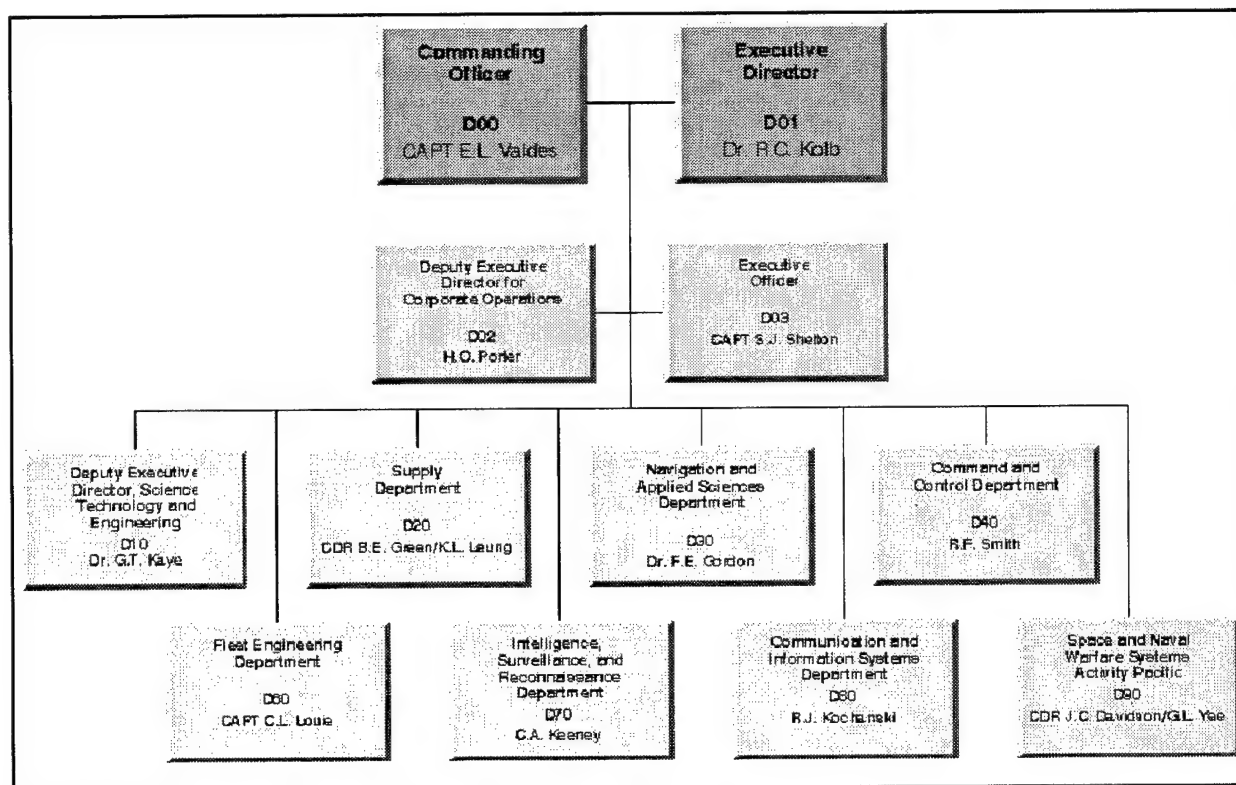 Commanding
Officer
D00
CAPT E.L. Valdes
Executive
Director
D01
Dr. R.C. Kolb
Deputy Executive
Director for
Corporate Operations
D02
H.O. Porter
Executive
Officer
D03
CAPT S.J. Shelton
Deputy Executive
Director, Science
Technology and
Engineering
D10
Dr. G.T. Kaye
Supply
Department
D20
CDR B.E. Green/K.L. Leung
Navigation and
Applied Sciences
Department
D30
Dr. F.E. Gordon
Command and
Control Department
D40
R.F. Smith
Fleet Engineering
Department
D60
CAPT C.L. Louie
Intelligence,
Surveillance, and
Reconnaissance
Department
D70
C.A. Keeney
Communication and
Information Systems
Department
D80
R.J. Kochanski
Space and Naval
Warfare Systems
Activity Pacific
D90
CDR J.C. Davidson/G.L. Yee